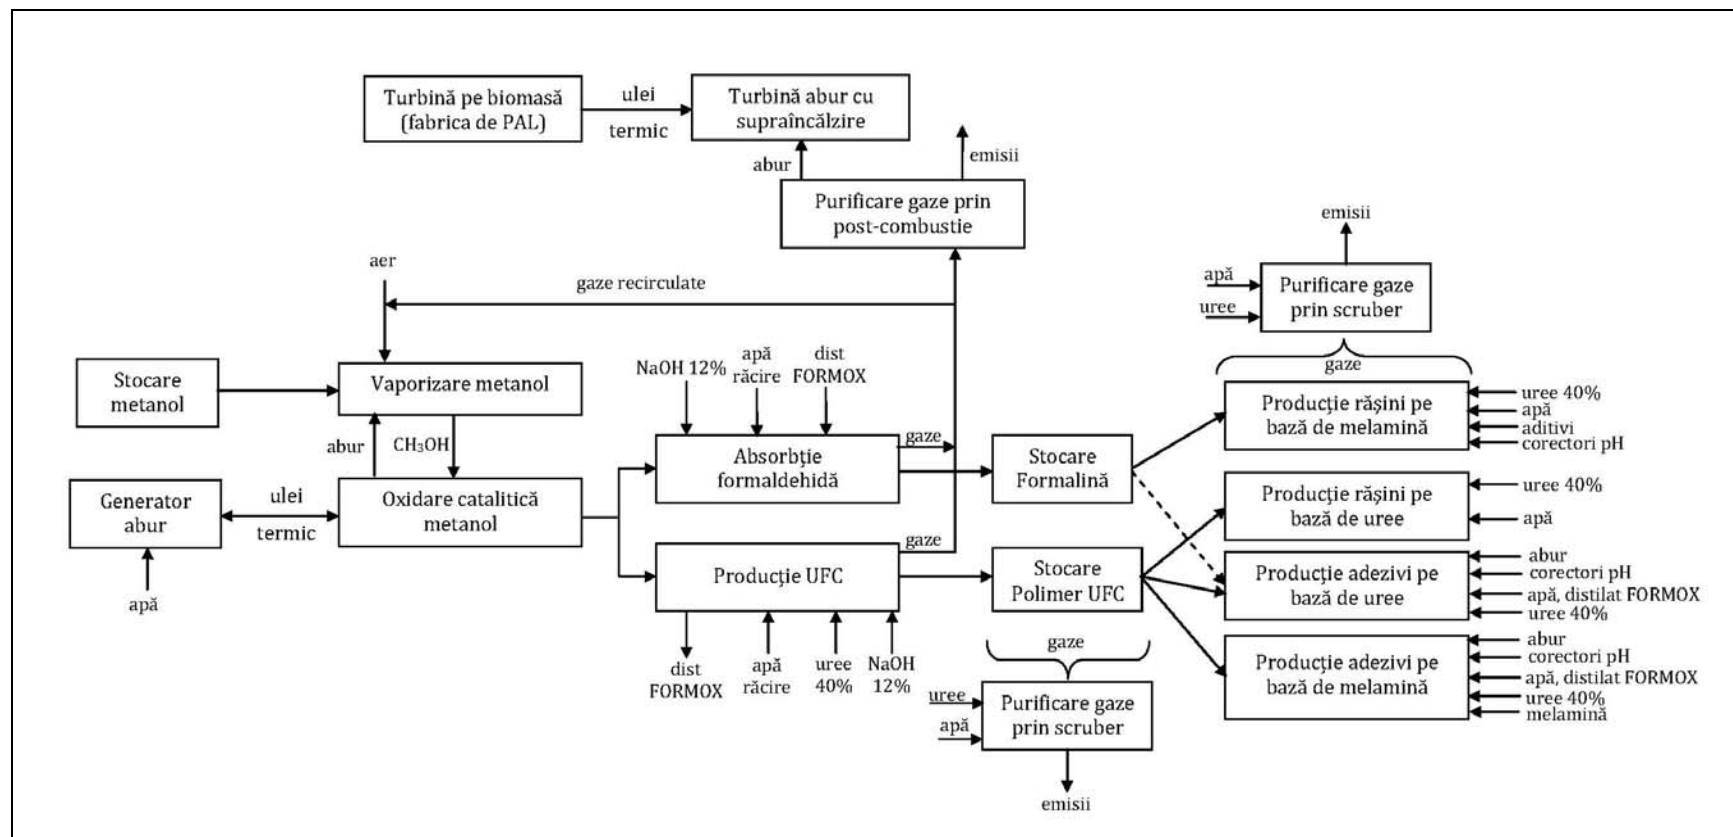 Turbină pe biomasă
(fabrica de PAL)
ulei
termic
Turbină abur cu
supraîncălzire
abur
emisii
Purificare gaze prin
post-combustie
aer
gaze recirculate
emisii
apă
uree
Purificare gaze
prin scruber
gaze
Stocare
metanol
Vaporizare metanol
abur
CH₃OH
NaOH 12%
apă
răcire
dist
FORMOX
Absorbție
formaldehidă
gaze
Stocare
Formalină
Producție rășini pe
bază de melamină
uree 40%
apă
aditivi
corectori pH
Generator
abur
ulei
termic
apă
Oxidare catalitică
metanol
Producție UFC
gaze
dist
FORMOX
apă
răcire
uree
40%
NaOH
12%
Stocare
Polimer UFC
Producție rășini pe
bază de uree
uree 40%
apă
Producție adezivi pe
bază de uree
abur
corectori pH
apă, distilat FORMOX
uree 40%
Producție adezivi pe
bază de melamină
abur
corectori pH
apă, distilat FORMOX
uree 40%
melamină
gaze
uree
apă
Purificare gaze
prin scruber
emisii